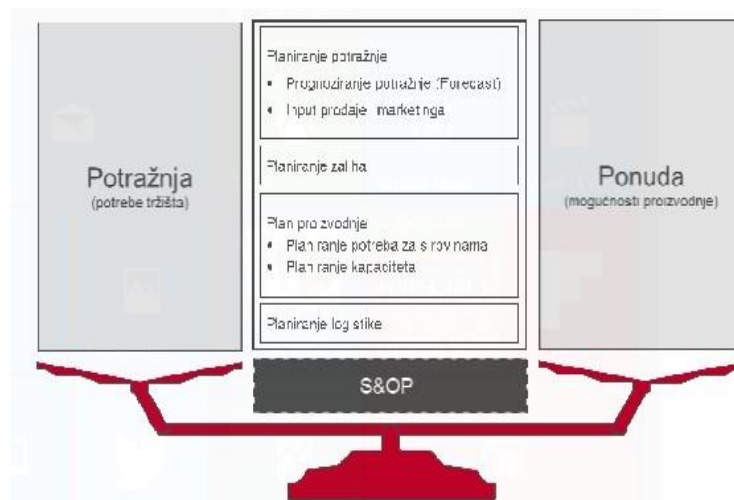 Potražnja
(potrebe tržišta)
Planiranje potražnje
• Prognoziranje potražnje (Forecast)
• Input prodaje i marketinga
Planiranje zaliha
Plan proizvodnje
• Planiranje potreba za sirovinama
• Planiranje kapaciteta
Planiranje logistike
S&OP
Ponuda
(mogućnosti proizvodnje)